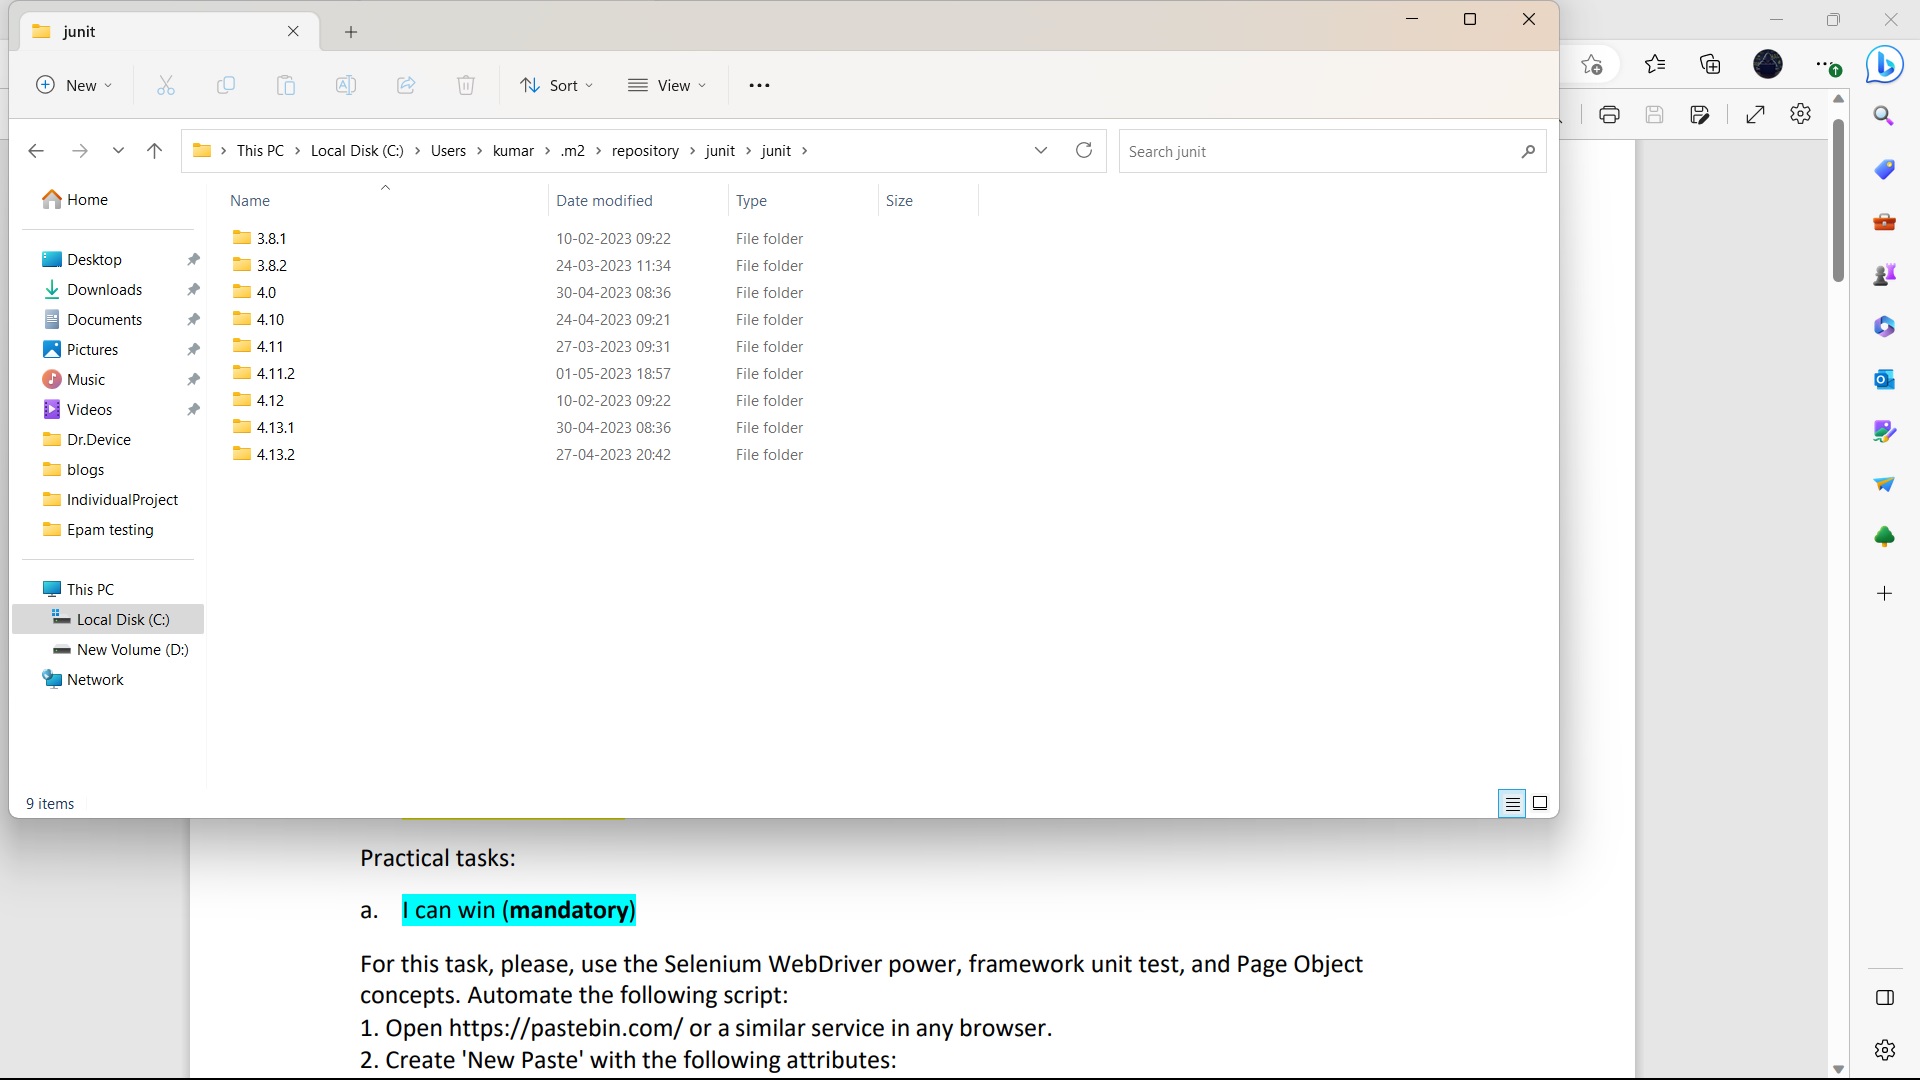 junit
New
Sort
View
This PC
Local Disk (C:)
Users
kumar
.m2
repository
junit
junit
Search junit
Home
Name
Date modified
Type
Size
3.8.1 10-02-2023 09:22 File folder
3.8.2 24-03-2023 11:34 File folder
4.0 30-04-2023 08:36 File folder
4.10 24-04-2023 09:21 File folder
4.11 27-03-2023 09:31 File folder
4.11.2 01-05-2023 18:57 File folder
4.12 10-02-2023 09:22 File folder
4.13.1 30-04-2023 08:36 File folder
4.13.2 27-04-2023 20:42 File folder
Desktop
Downloads
Documents
Pictures
Music
Videos
Dr.Device
blogs
IndividualProject
Epam testing
This PC
Local Disk (C:)
New Volume (D:)
Network
9 items
Practical tasks:
a. I can win (mandatory)
For this task, please, use the Selenium WebDriver power, framework unit test, and Page Object
concepts. Automate the following script:
1. Open https://pastebin.com/ or a similar service in any browser.
2. Create 'New Paste' with the following attributes: